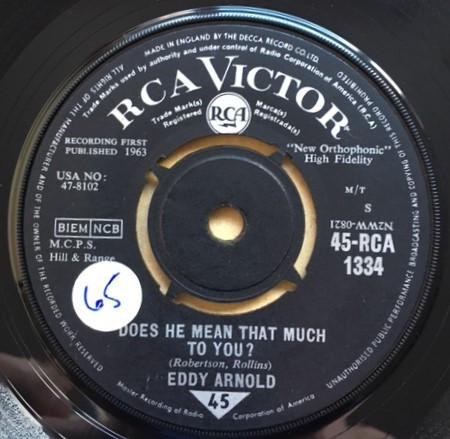 MADE IN ENGLAND BY THE DECCA RECORD CO. LTD.
Trade Marks used by authority and under control of Radio Corporation of America (R.C.A.)
ALL RIGHTS OF THE MANUFACTURER AND OF THE OWNER OF THE RECORDED WORK RESERVED
UNAUTHORISED PUBLIC PERFORMANCE BROADCASTING AND COPYING OF THIS RECORD PROHIBITED
RCA VICTOR
Trade Mark(s)
Registered
RCA
Marca(s)
Registrada(s)
RECORDING FIRST
PUBLISHED 1963
"New Orthophonic"
High Fidelity
USA NO:
47-8102
M/T
S
NZWW-0821
BIEM NCB
45-RCA
1334
M.C.P.S.
Hill & Range
65
DOES HE MEAN THAT MUCH
TO YOU?
(Robertson, Rollins)
EDDY ARNOLD
45
Master Recording of Radio Corporation of America